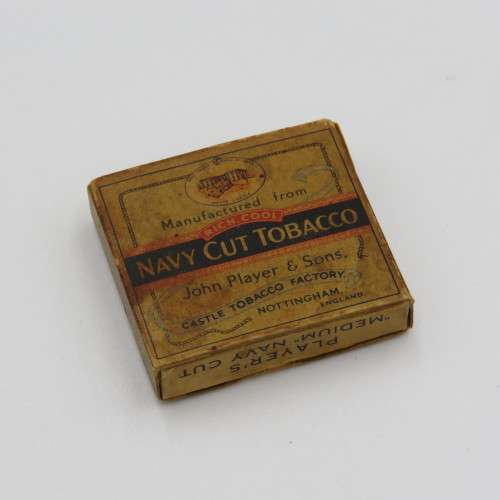 Manufactured from
RICH, COOL
NAVY CUT TOBACCO
John Player & Sons,
CASTLE TOBACCO FACTORY,
NOTTINGHAM,
ENGLAND.
PLAYER'S
"MEDIUM" NAVY CUT